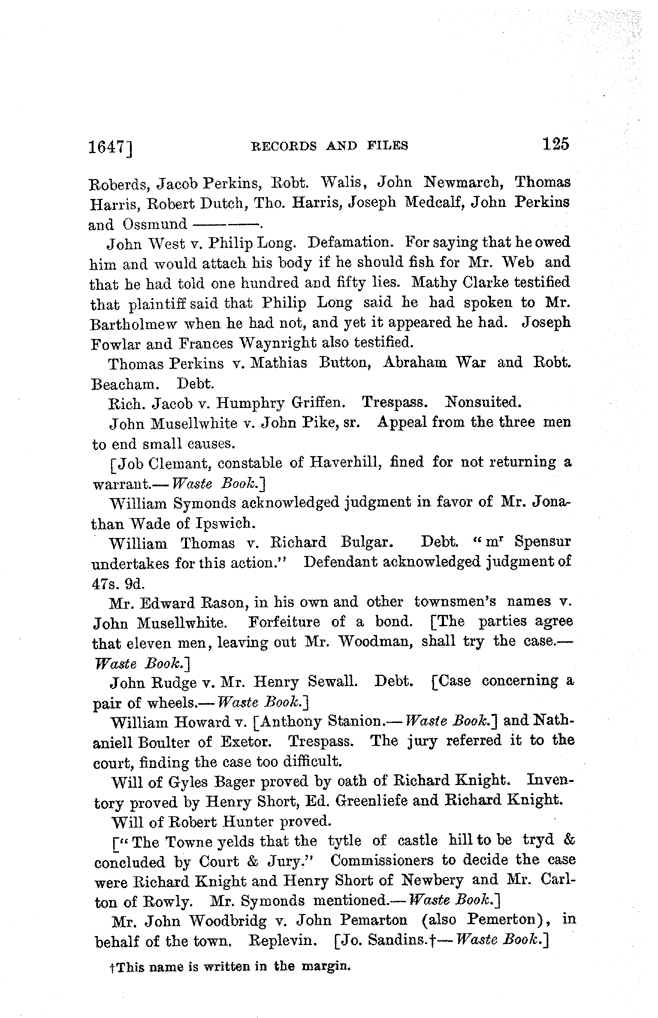 1647] RECORDS AND FILES 125
Roberds, Jacob Perkins, Robt. Walis, John Newmarch, Thomas
Harris, Robert Dutch, Tho. Harris, Joseph Medcalf, John Perkins
and Ossmund ———.
John West v. Philip Long. Defamation. For saying that he owed
him and would attach his body if he should fish for Mr. Web and
that he had told one hundred and fifty lies. Mathy Clarke testified
that plaintiff said that Philip Long said he had spoken to Mr.
Bartholmew when he had not, and yet it appeared he had. Joseph
Fowlar and Frances Waynright also testified.
Thomas Perkins v. Mathias Button, Abraham War and Robt.
Beacham. Debt.
Rich. Jacob v. Humphry Griffen. Trespass. Nonsuited.
John Musellwhite v. John Pike, sr. Appeal from the three men
to end small causes.
[Job Clemant, constable of Haverhill, fined for not returning a
warrant.—Waste Book.]
William Symonds acknowledged judgment in favor of Mr. Jona-
than Wade of Ipswich.
William Thomas v. Richard Bulgar. Debt. "mʳ Spensur
undertakes for this action." Defendant acknowledged judgment of
47s. 9d.
Mr. Edward Rason, in his own and other townsmen's names v.
John Musellwhite. Forfeiture of a bond. [The parties agree
that eleven men, leaving out Mr. Woodman, shall try the case.—
Waste Book.]
John Rudge v. Mr. Henry Sewall. Debt. [Case concerning a
pair of wheels.—Waste Book.]
William Howard v. [Anthony Stanion.—Waste Book.] and Nath-
aniell Boulter of Exetor. Trespass. The jury referred it to the
court, finding the case too difficult.
Will of Gyles Bager proved by oath of Richard Knight. Inven-
tory proved by Henry Short, Ed. Greenliefe and Richard Knight.
Will of Robert Hunter proved.
["The Towne yelds that the tytle of castle hill to be tryd &
concluded by Court & Jury." Commissioners to decide the case
were Richard Knight and Henry Short of Newbery and Mr. Carl-
ton of Rowly. Mr. Symonds mentioned.—Waste Book.]
Mr. John Woodbridg v. John Pemarton (also Pemerton), in
behalf of the town. Replevin. [Jo. Sandins.†—Waste Book.]
†This name is written in the margin.